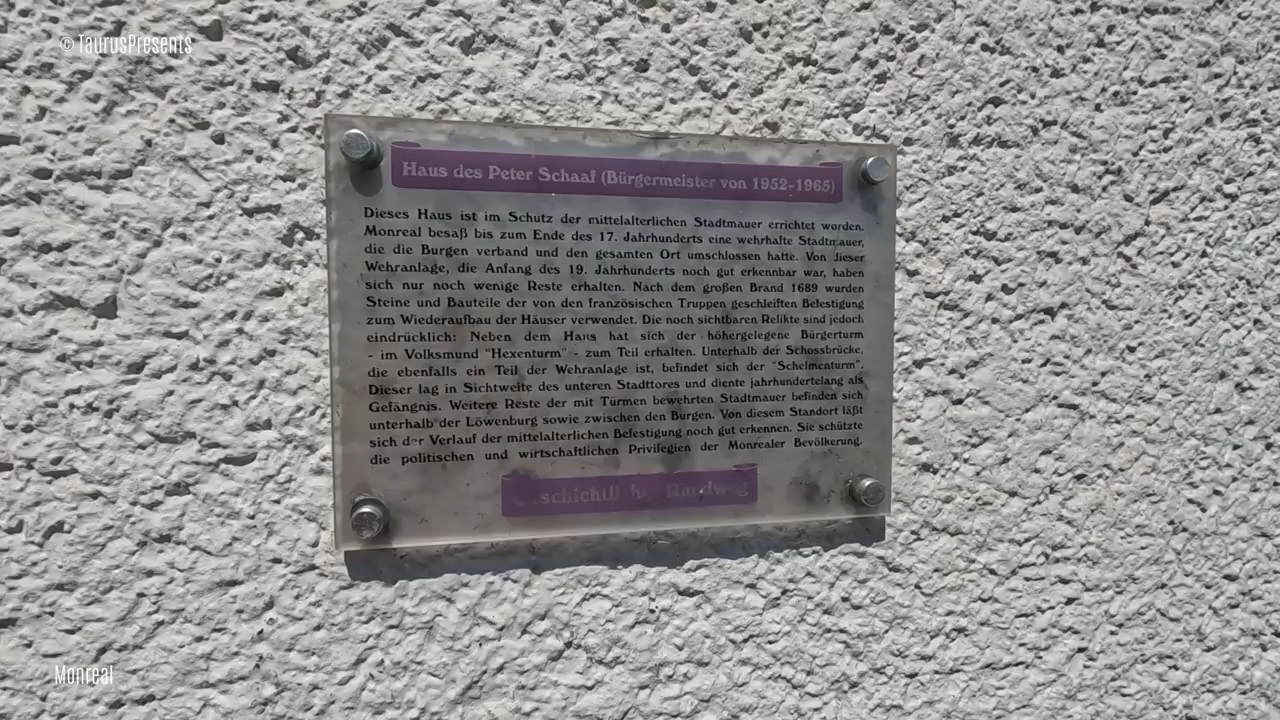 © TaurusPresents
Haus des Peter Schaaf (Bürgermeister von 1952-1965)
Dieses Haus ist im Schutz der mittelalterlichen Stadtmauer errichtet worden.
Monreal besaß bis zum Ende des 17. Jahrhunderts eine wehrhafte Stadtmauer,
die die Burgen verband und den gesamten Ort umschlossen hatte. Von dieser
Wehranlage, die Anfang des 19. Jahrhunderts noch gut erkennbar war, haben
sich nur noch wenige Reste erhalten. Nach dem großen Brand 1689 wurden
Steine und Bauteile der von den französischen Truppen geschleiften Befestigung
zum Wiederaufbau der Häuser verwendet. Die noch sichtbaren Relikte sind jedoch
eindrücklich: Neben dem Haus hat sich der höhergelegene Bürgerturm
- im Volksmund "Hexenturm" - zum Teil erhalten. Unterhalb der Schossbrücke,
die ebenfalls ein Teil der Wehranlage ist, befindet sich der "Schelmenturm".
Dieser lag in Sichtweite des unteren Stadttores und diente jahrhundertelang als
Gefängnis. Weitere Reste der mit Türmen bewehrten Stadtmauer befinden sich
unterhalb der Löwenburg sowie zwischen den Burgen. Von diesem Standort läßt
sich der Verlauf der mittelalterlichen Befestigung noch gut erkennen. Sie schützte
die politischen und wirtschaftlichen Privilegien der Monrealer Bevölkerung.
Rundweg
Monreal